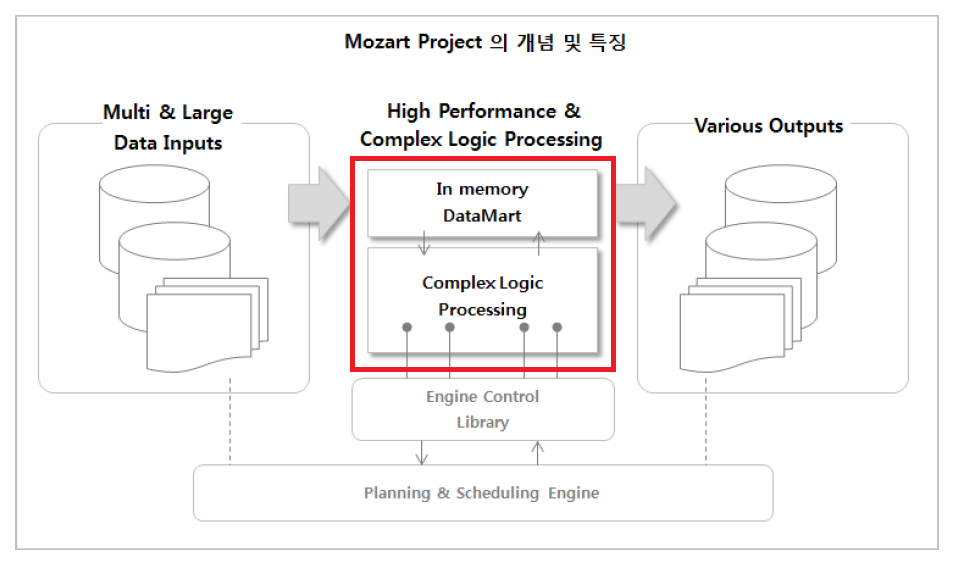 Mozart Project 의 개념 및 특징
Multi & Large
Data Inputs
High Performance &
Complex Logic Processing
Various Outputs
In memory
DataMart
Complex Logic
Processing
Engine Control
Library
Planning & Scheduling Engine